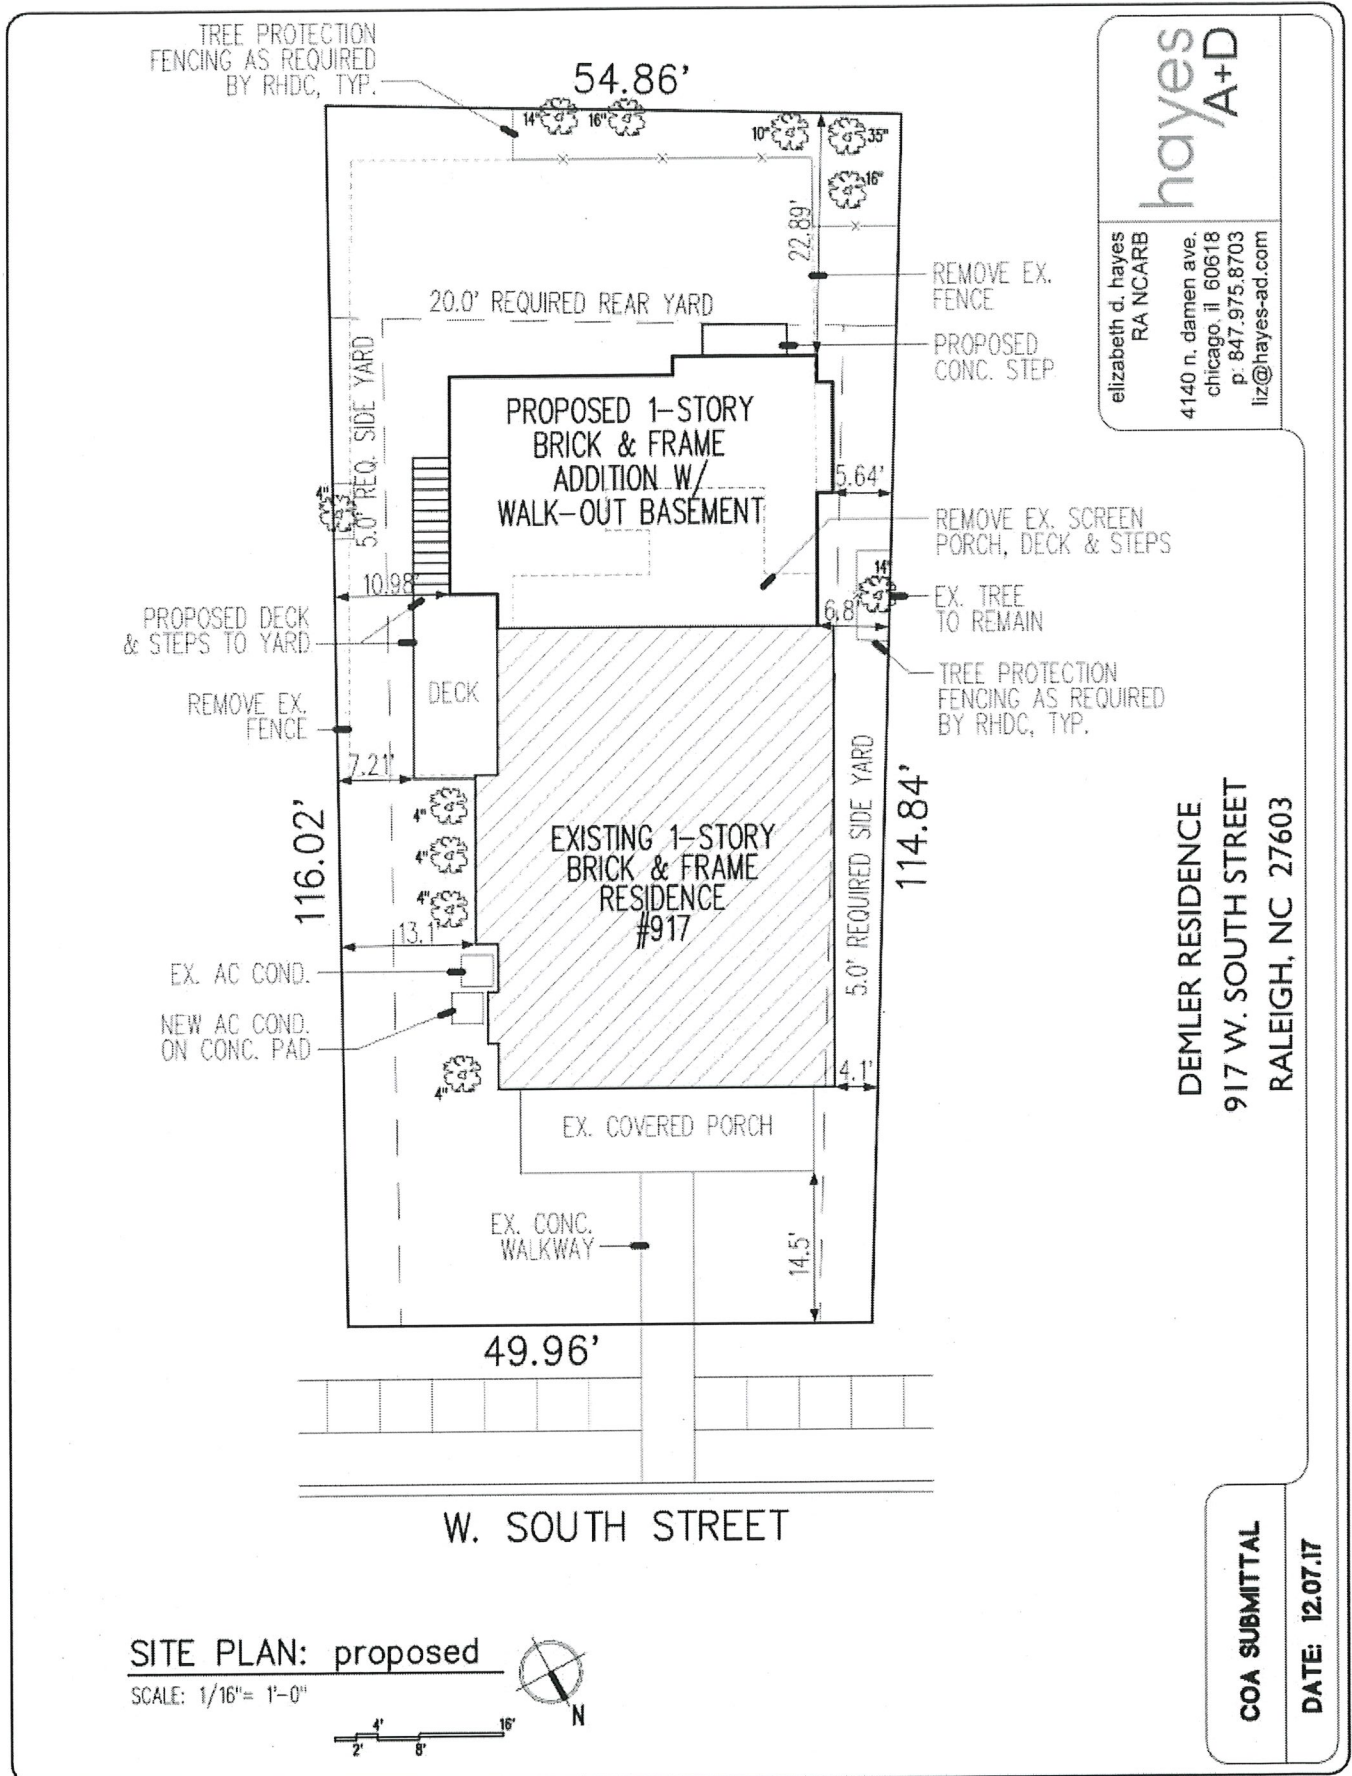 TREE PROTECTION
FENCING AS REQUIRED
BY RHDC, TYP.
54.86'
14"
16"
10"
35"
16"
22.89'
REMOVE EX.
FENCE
20.0' REQUIRED REAR YARD
PROPOSED
CONC. STEP
5.0' REQ. SIDE YARD
PROPOSED 1-STORY
BRICK & FRAME
ADDITION W/
WALK-OUT BASEMENT
5.64'
4"
REMOVE EX. SCREEN
PORCH, DECK & STEPS
10.98'
14"
EX. TREE
TO REMAIN
6.8'
PROPOSED DECK
& STEPS TO YARD
DECK
TREE PROTECTION
FENCING AS REQUIRED
BY RHDC, TYP.
REMOVE EX.
FENCE
7.21'
116.02'
4"
4"
4"
EXISTING 1-STORY
BRICK & FRAME
RESIDENCE
#917
5.0' REQUIRED SIDE YARD
114.84'
13.1'
EX. AC COND.
NEW AC COND.
ON CONC. PAD
4"
4.1'
EX. COVERED PORCH
EX. CONC.
WALKWAY
14.5'
49.96'
W. SOUTH STREET
SITE PLAN: proposed
SCALE: 1/16"= 1'-0"
N
2'
4'
8'
16'
hayes
A+D
elizabeth d. hayes
RA NCARB
4140 n. damen ave.
chicago, il 60618
p: 847.975.8703
liz@hayes-ad.com
DEMLER RESIDENCE
917 W. SOUTH STREET
RALEIGH, NC 27603
COA SUBMITTAL
DATE: 12.07.17